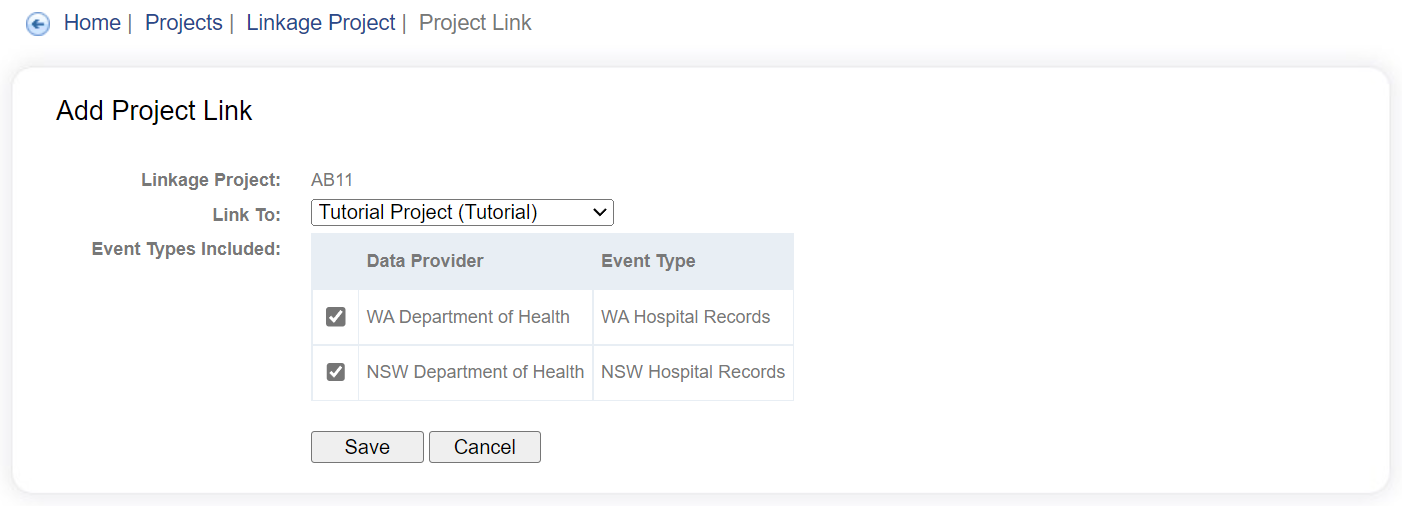 Home | Projects | Linkage Project | Project Link
Add Project Link
Linkage Project: AB11
Link To: Tutorial Project (Tutorial)
Event Types Included:
Data Provider Event Type
WA Department of Health WA Hospital Records
NSW Department of Health NSW Hospital Records
Save Cancel